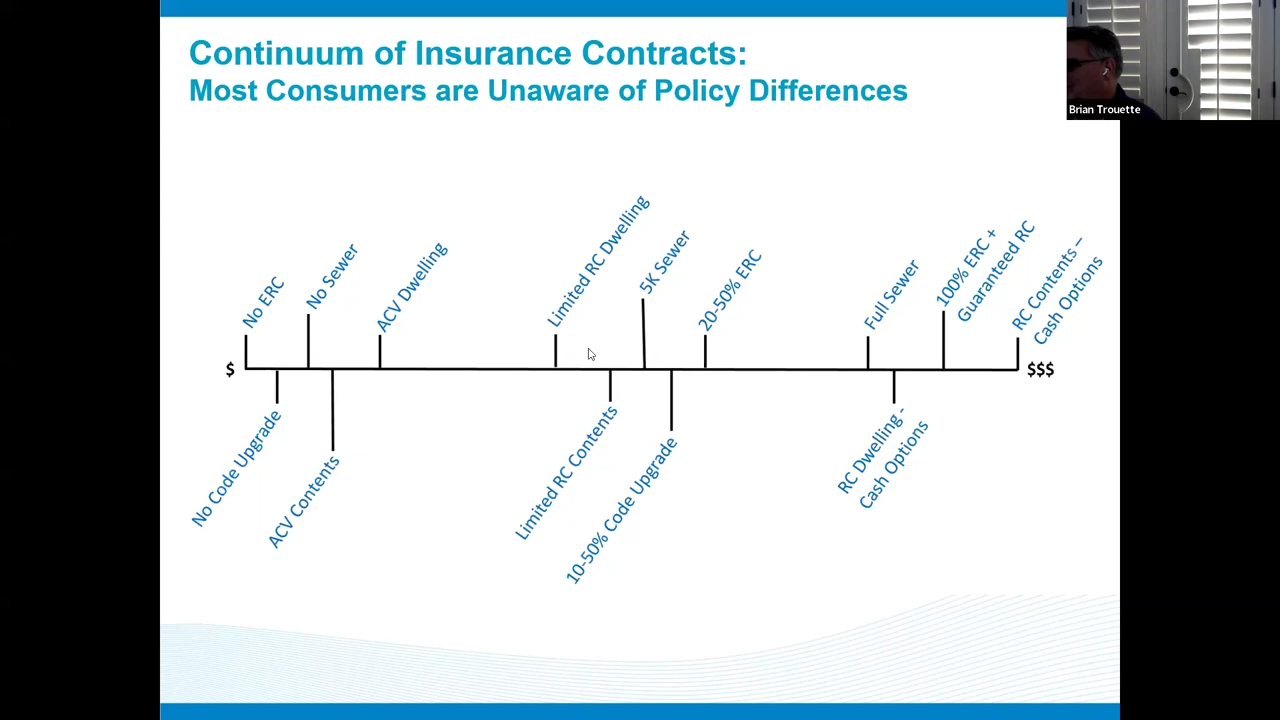 Continuum of Insurance Contracts:
Most Consumers are Unaware of Policy Differences
Brian Trouette
No ERC
No Sewer
ACV Dwelling
Limited RC Dwelling
5K Sewer
20-50% ERC
Full Sewer
100% ERC +
Guaranteed RC
RC Contents –
Cash Options
$
$$$
No Code Upgrade
ACV Contents
Limited RC Contents
10-50% Code Upgrade
RC Dwelling -
Cash Options